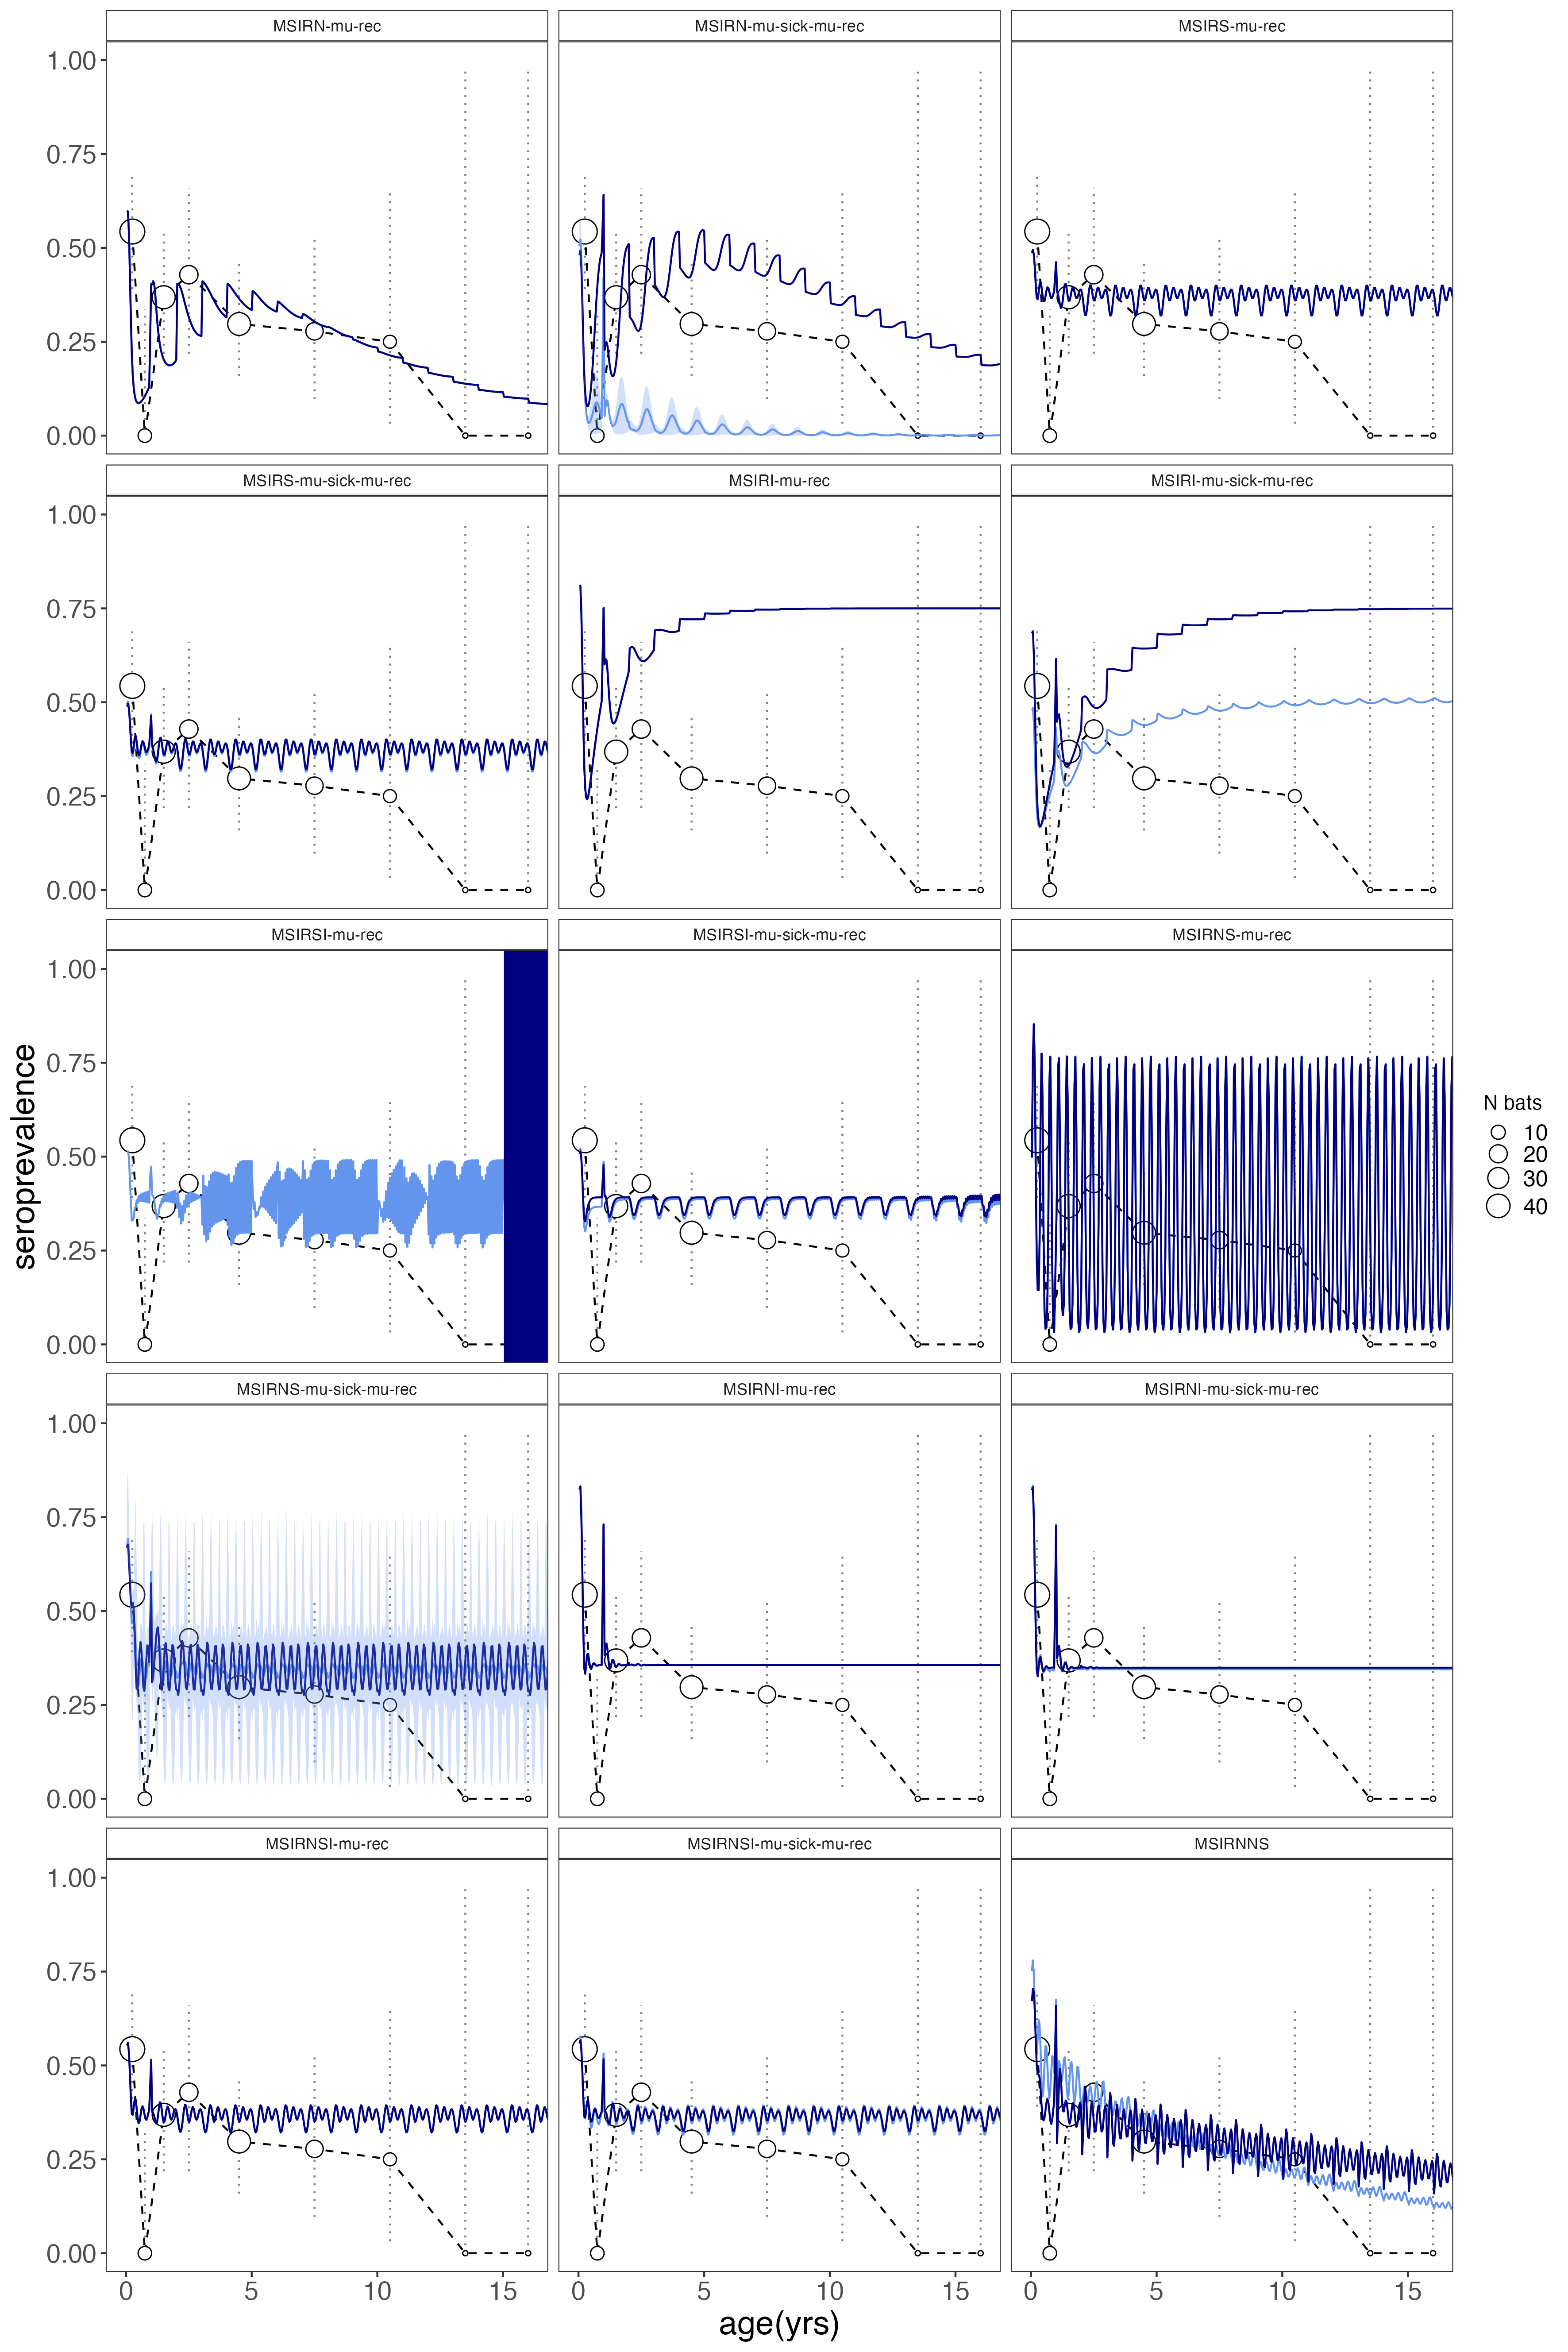 MSIRN-mu-rec
MSIRN-mu-sick-mu-rec
MSIRS-mu-rec
1.00
0.75
0.50
0.25
0.00
MSIRS-mu-sick-mu-rec
MSIRI-mu-rec
MSIRI-mu-sick-mu-rec
1.00
0.75
0.50
0.25
0.00
MSIRSI-mu-rec
MSIRSI-mu-sick-mu-rec
MSIRNS-mu-rec
1.00
0.75
0.50
0.25
0.00
seroprevalence
N bats
10
20
30
40
MSIRNS-mu-sick-mu-rec
MSIRNI-mu-rec
MSIRNI-mu-sick-mu-rec
1.00
0.75
0.50
0.25
0.00
MSIRNSI-mu-rec
MSIRNSI-mu-sick-mu-rec
MSIRNNS
1.00
0.75
0.50
0.25
0.00
0 5 10 15
0 5 10 15
0 5 10 15
age(yrs)